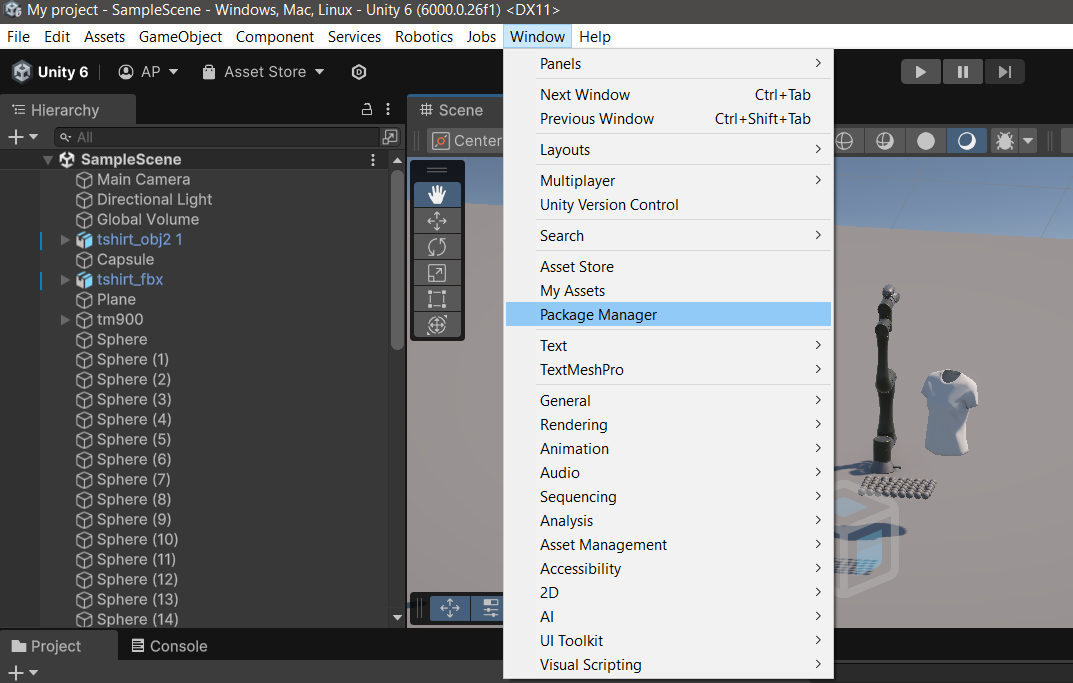 My project - SampleScene - Windows, Mac, Linux - Unity 6 (6000.0.26f1) <DX11>
File Edit Assets GameObject Component Services Robotics Jobs Window Help
Unity 6 AP Asset Store
Hierarchy
All
SampleScene
Main Camera
Directional Light
Global Volume
tshirt_obj2 1
Capsule
tshirt_fbx
Plane
tm900
Sphere
Sphere (1)
Sphere (2)
Sphere (3)
Sphere (4)
Sphere (5)
Sphere (6)
Sphere (7)
Sphere (8)
Sphere (9)
Sphere (10)
Sphere (11)
Sphere (12)
Sphere (13)
Sphere (14)
Scene
Center
Panels
Next Window Ctrl+Tab
Previous Window Ctrl+Shift+Tab
Layouts
Multiplayer
Unity Version Control
Search
Asset Store
My Assets
Package Manager
Text
TextMeshPro
General
Rendering
Animation
Audio
Sequencing
Analysis
Asset Management
Accessibility
2D
AI
UI Toolkit
Visual Scripting
Project Console